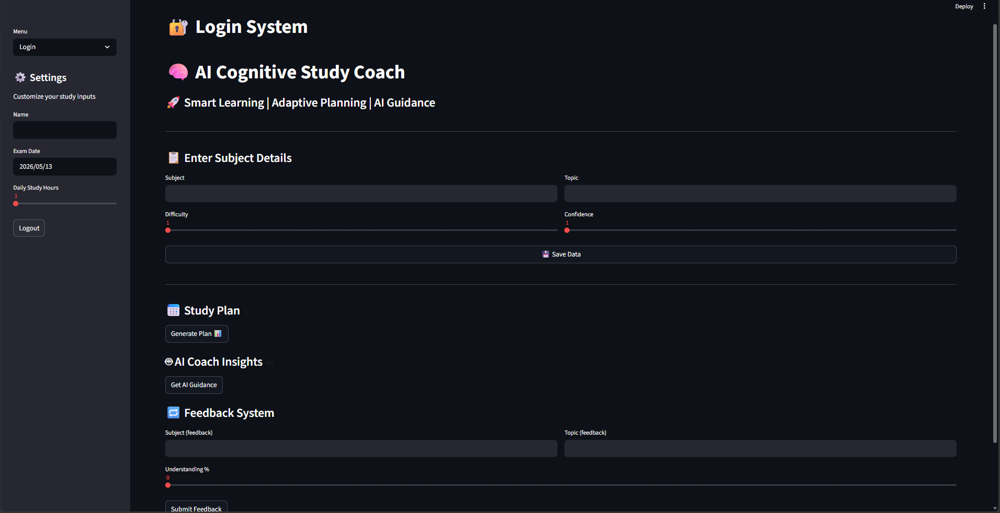 Deploy
Menu
Login
Settings
Customize your study inputs
Name
Exam Date
2026/05/13
Daily Study Hours
1
Logout
Login System
AI Cognitive Study Coach
Smart Learning | Adaptive Planning | AI Guidance
Enter Subject Details
Subject
Topic
Difficulty
1
Confidence
1
Save Data
Study Plan
Generate Plan
AI Coach Insights
Get AI Guidance
Feedback System
Subject (feedback)
Topic (feedback)
Understanding %
0
Submit Feedback